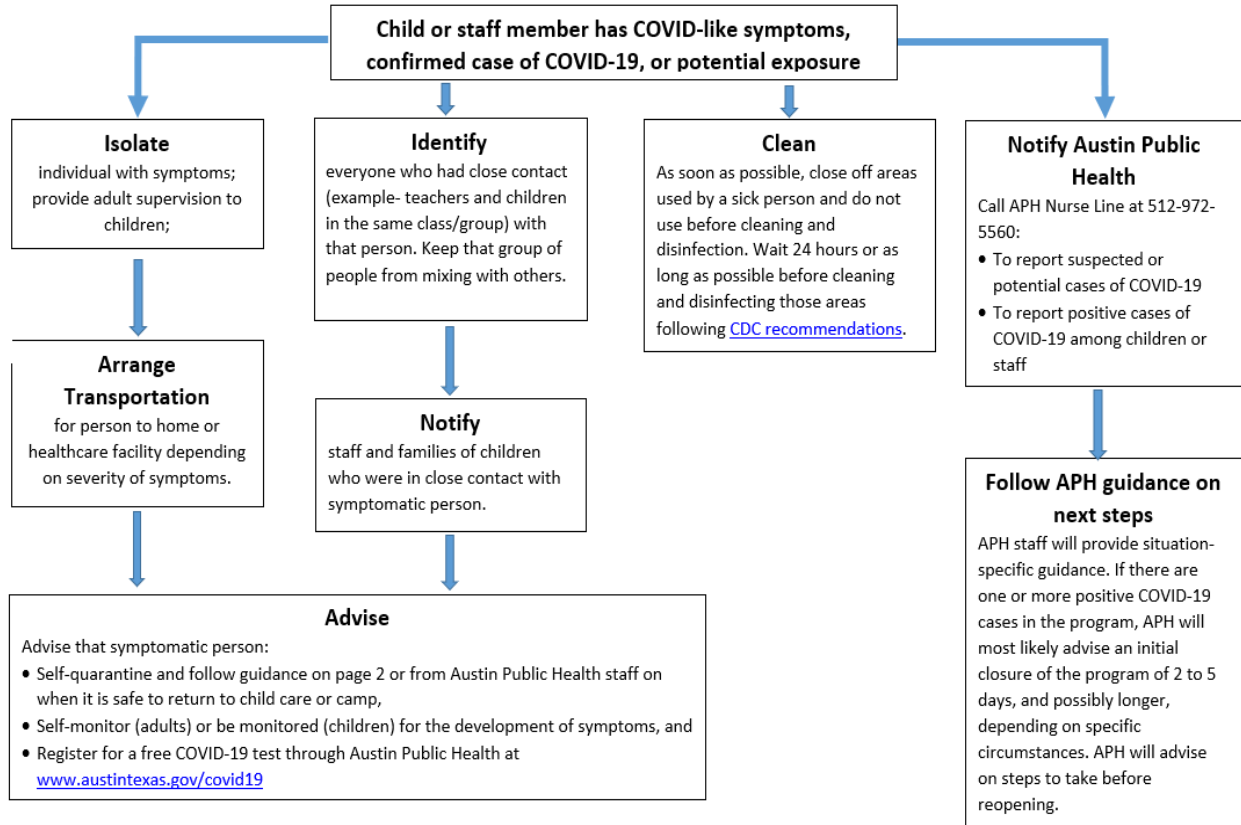 Child or staff member has COVID-like symptoms,
confirmed case of COVID-19, or potential exposure
Isolate
individual with symptoms;
provide adult supervision to
children;
Identify
everyone who had close contact
(example- teachers and children
in the same class/group) with
that person. Keep that group of
people from mixing with others.
Clean
As soon as possible, close off areas
used by a sick person and do not
use before cleaning and
disinfection. Wait 24 hours or as
long as possible before cleaning
and disinfecting those areas
following CDC recommendations.
Notify Austin Public
Health
Call APH Nurse Line at 512-972-
5560:
• To report suspected or
potential cases of COVID-19
• To report positive cases of
COVID-19 among children or
staff
Arrange
Transportation
for person to home or
healthcare facility depending
on severity of symptoms.
Notify
staff and families of children
who were in close contact with
symptomatic person.
Follow APH guidance on
next steps
APH staff will provide situation-
specific guidance. If there are
one or more positive COVID-19
cases in the program, APH will
most likely advise an initial
closure of the program of 2 to 5
days, and possibly longer,
depending on specific
circumstances. APH will advise
on steps to take before
reopening.
Advise
Advise that symptomatic person:
• Self-quarantine and follow guidance on page 2 or from Austin Public Health staff on
when it is safe to return to child care or camp,
• Self-monitor (adults) or be monitored (children) for the development of symptoms, and
• Register for a free COVID-19 test through Austin Public Health at
www.austintexas.gov/covid19